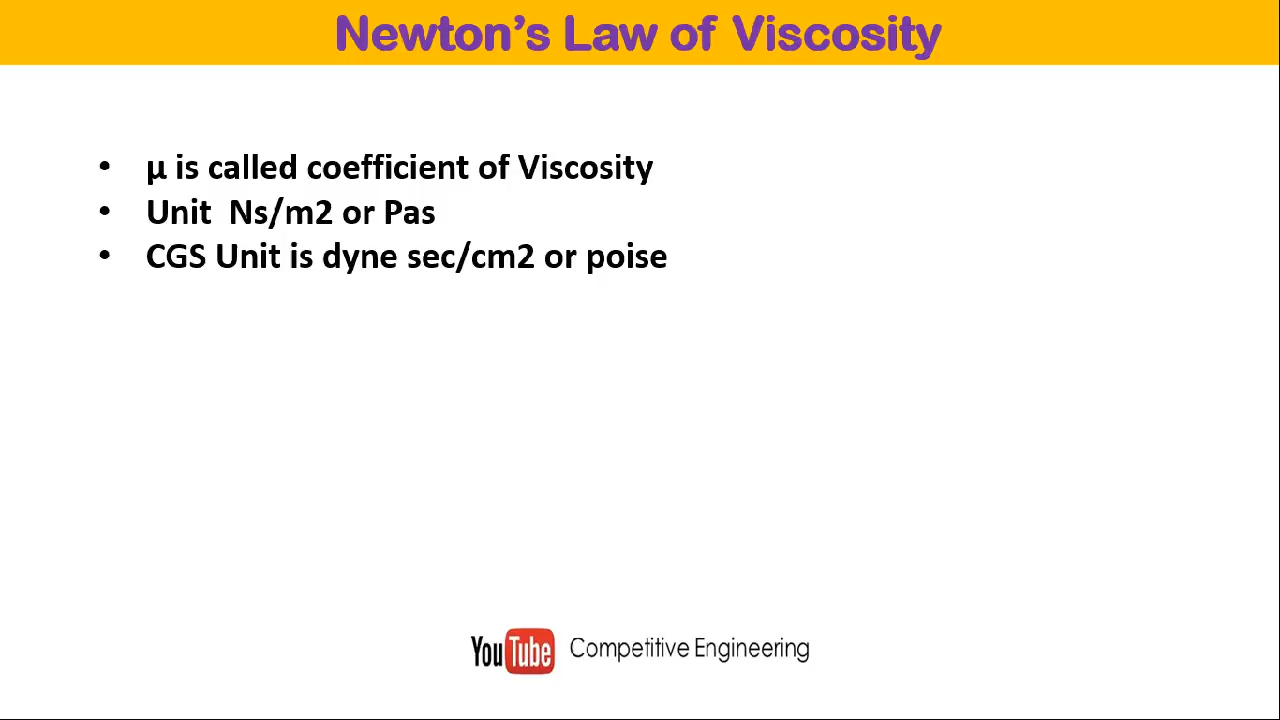 Newton's Law of Viscosity
• μ is called coefficient of Viscosity
• Unit  Ns/m2 or Pas
• CGS Unit is dyne sec/cm2 or poise
YouTube Competitive Engineering